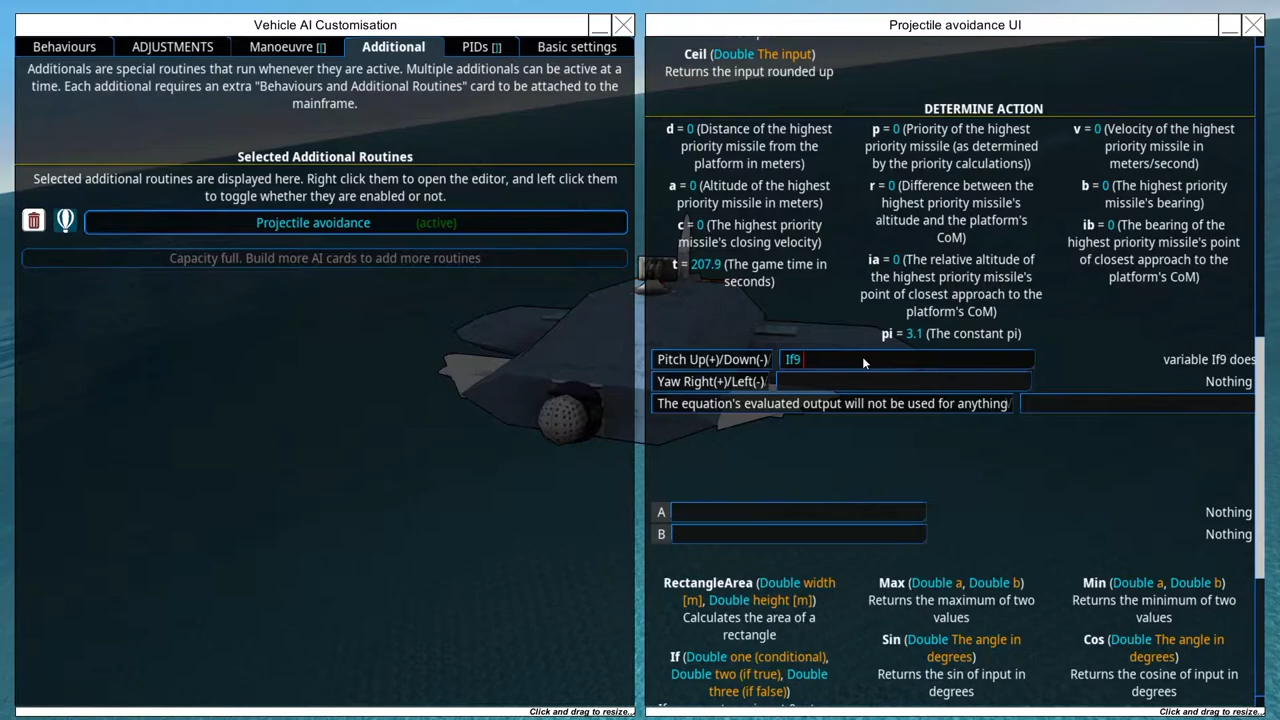 Vehicle AI Customisation
Behaviours
ADJUSTMENTS
Manoeuvre []
Additional
PIDs []
Basic settings
Additionals are special routines that run whenever they are active. Multiple additionals can be active at a
time. Each additional requires an extra "Behaviours and Additional Routines" card to be attached to the
mainframe.
Selected Additional Routines
Selected additional routines are displayed here. Right click them to open the editor, and left click them
to toggle whether they are enabled or not.
Projectile avoidance (active)
Capacity full. Build more AI cards to add more routines
Click and drag to resize..
Projectile avoidance UI
Ceil (Double The input)
Returns the input rounded up
DETERMINE ACTION
d = 0 (Distance of the highest
priority missile from the
platform in meters)
p = 0 (Priority of the highest
priority missile (as determined
by the priority calculations))
v = 0 (Velocity of the highest
priority missile in
meters/second)
a = 0 (Altitude of the highest
priority missile in meters)
r = 0 (Difference between the
highest priority missile's
altitude and the platform's
CoM)
b = 0 (The highest priority
missile's bearing)
c = 0 (The highest priority
missile's closing velocity)
ib = 0 (The bearing of the
highest priority missile's point
of closest approach to the
platform's CoM)
t = 207.9 (The game time in
seconds)
ia = 0 (The relative altitude of
the highest priority missile's
point of closest approach to the
platform's CoM)
pi = 3.1 (The constant pi)
Pitch Up(+)/Down(-) If9 variable If9 does
Yaw Right(+)/Left(-) Nothing
The equation's evaluated output will not be used for anything
A Nothing
B Nothing
RectangleArea (Double width
[m], Double height [m])
Calculates the area of a
rectangle
Max (Double a, Double b)
Returns the maximum of two
values
Min (Double a, Double b)
Returns the minimum of two
values
If (Double one (conditional),
Double two (if true), Double
three (if false))
Sin (Double The angle in
degrees)
Returns the sin of input in
degrees
Cos (Double The angle in
degrees)
Returns the cosine of input in
degrees
Click and drag to resize..